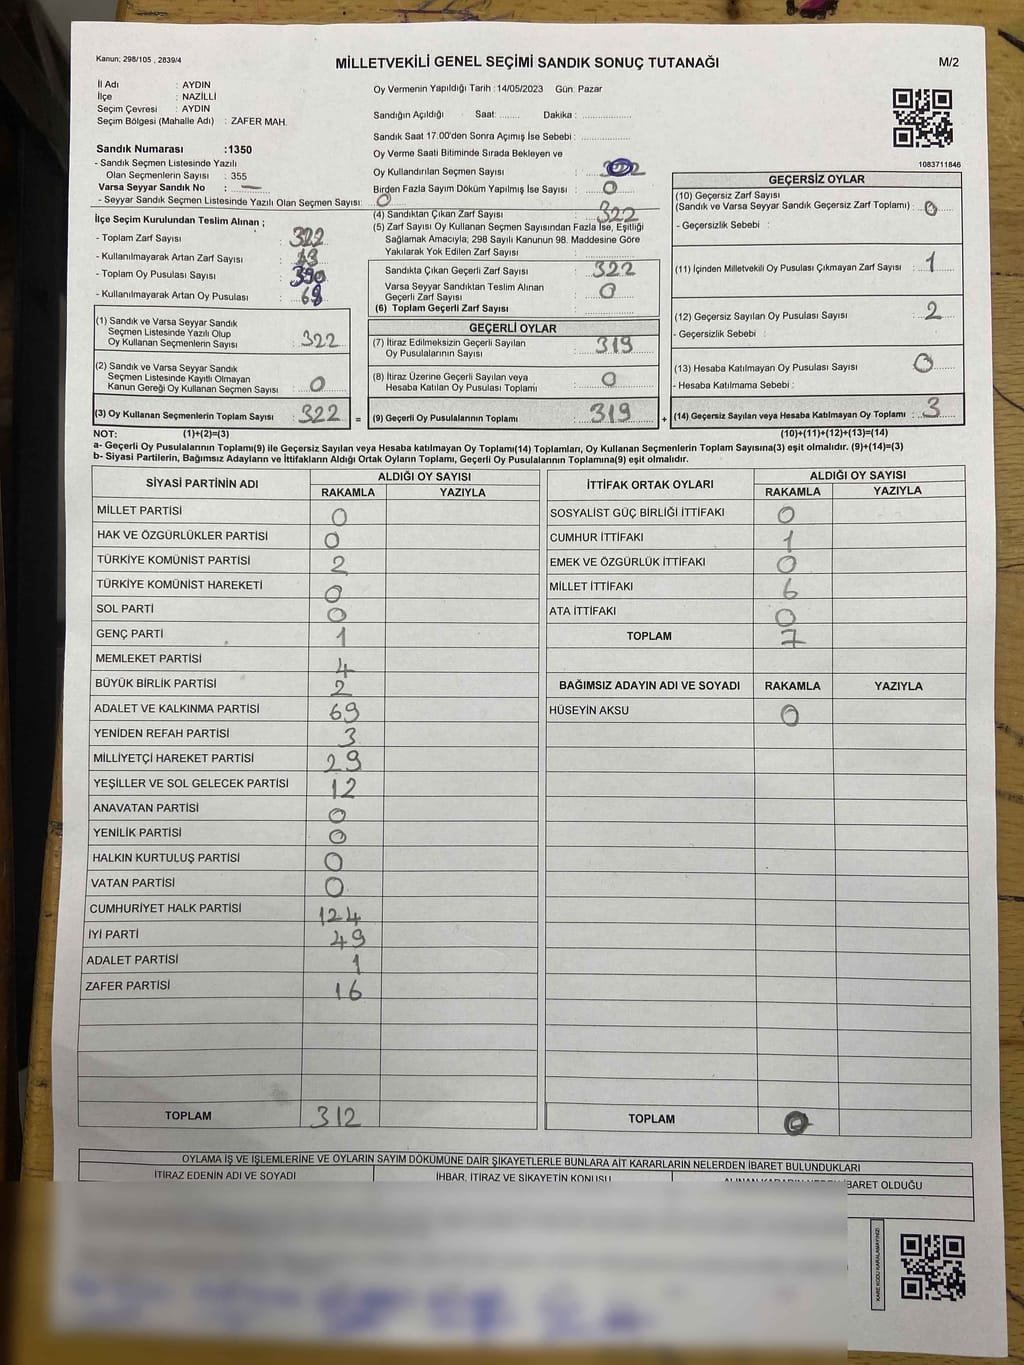 Kanun; 298/105 , 2839/4
MİLLETVEKİLİ GENEL SEÇİMİ SANDIK SONUÇ TUTANAĞI
M/2
İl Adı : AYDIN
İlçe : NAZİLLİ
Seçim Çevresi : AYDIN
Seçim Bölgesi (Mahalle Adı) : ZAFER MAH.
Oy Vermenin Yapıldığı Tarih : 14/05/2023 Gün: Pazar
Sandığın Açıldığı Saat: ........ Dakika : ..................
Sandık Saat 17.00'den Sonra Açımış İse Sebebi : ..................
Sandık Numarası :1350
- Sandık Seçmen Listesinde Yazılı
Olan Seçmenlerin Sayısı : 355
Varsa Seyyar Sandık No : —
- Seyyar Sandık Seçmen Listesinde Yazılı Olan Seçmen Sayısı: 0
Oy Verme Saati Bitiminde Sırada Bekleyen ve
Oy Kullandırılan Seçmen Sayısı :
Birden Fazla Sayım Döküm Yapılmış İse Sayısı : 0
1083711646
İlçe Seçim Kurulundan Teslim Alınan ;
- Toplam Zarf Sayısı : 322
- Kullanılmayarak Artan Zarf Sayısı :
- Toplam Oy Pusulası Sayısı : 390
- Kullanılmayarak Artan Oy Pusulası : 68
(4) Sandıktan Çıkan Zarf Sayısı : 322
(5) Zarf Sayısı Oy Kullanan Seçmen Sayısından Fazla İse, Eşitliği
Sağlamak Amacıyla; 298 Sayılı Kanunun 98. Maddesine Göre
Yakılarak Yok Edilen Zarf Sayısı :
Sandıkta Çıkan Geçerli Zarf Sayısı : 322
Varsa Seyyar Sandıktan Teslim Alınan
Geçerli Zarf Sayısı : 0
(6) Toplam Geçerli Zarf Sayısı :
GEÇERSİZ OYLAR
(10) Geçersiz Zarf Sayısı
(Sandık ve Varsa Seyyar Sandık Geçersiz Zarf Toplamı) : 0
- Geçersizlik Sebebi :
(11) İçinden Milletvekili Oy Pusulası Çıkmayan Zarf Sayısı : 1
(12) Geçersiz Sayılan Oy Pusulası Sayısı : 2
- Geçersizlik Sebebi :
(13) Hesaba Katılmayan Oy Pusulası Sayısı : 0
- Hesaba Katılmama Sebebi :
(1) Sandık ve Varsa Seyyar Sandık
Seçmen Listesinde Yazılı Olup
Oy Kullanan Seçmenlerin Sayısı : 322
(2) Sandık ve Varsa Seyyar Sandık
Seçmen Listesinde Kayıtlı Olmayan
Kanun Gereği Oy Kullanan Seçmen Sayısı : 0
GEÇERLİ OYLAR
(7) İtiraz Edilmeksizin Geçerli Sayılan
Oy Pusulalarının Sayısı : 319
(8) İtiraz Üzerine Geçerli Sayılan veya
Hesaba Katılan Oy Pusulası Toplamı : 0
(3) Oy Kullanan Seçmenlerin Toplam Sayısı : 322 = (9) Geçerli Oy Pusulalarının Toplamı : 319 + (14) Geçersiz Sayılan veya Hesaba Katılmayan Oy Toplamı : 3
NOT: (1)+(2)=(3) (10)+(11)+(12)+(13)=(14)
a- Geçerli Oy Pusulalarının Toplamı(9) ile Geçersiz Sayılan veya Hesaba katılmayan Oy Toplamı(14) Toplamları, Oy Kullanan Seçmenlerin Toplam Sayısına(3) eşit olmalıdır. (9)+(14)=(3)
b- Siyasi Partilerin, Bağımsız Adayların ve İttifakların Aldığı Ortak Oyların Toplamı, Geçerli Oy Pusulalarının Toplamına(9) eşit olmalıdır.
SİYASİ PARTİNİN ADI ALDIĞI OY SAYISI
RAKAMLA YAZIYLA
MİLLET PARTİSİ 0
HAK VE ÖZGÜRLÜKLER PARTİSİ 0
TÜRKİYE KOMÜNİST PARTİSİ 2
TÜRKİYE KOMÜNİST HAREKETİ 0
SOL PARTİ 0
GENÇ PARTİ 1
MEMLEKET PARTİSİ 4
BÜYÜK BİRLİK PARTİSİ 2
ADALET VE KALKINMA PARTİSİ 69
YENİDEN REFAH PARTİSİ 3
MİLLİYETÇİ HAREKET PARTİSİ 29
YEŞİLLER VE SOL GELECEK PARTİSİ 12
ANAVATAN PARTİSİ 0
YENİLİK PARTİSİ 0
HALKIN KURTULUŞ PARTİSİ 0
VATAN PARTİSİ 0
CUMHURİYET HALK PARTİSİ 124
İYİ PARTİ 49
ADALET PARTİSİ 1
ZAFER PARTİSİ 16
TOPLAM 312
İTTİFAK ORTAK OYLARI ALDIĞI OY SAYISI
RAKAMLA YAZIYLA
SOSYALİST GÜÇ BİRLİĞİ İTTİFAKI 0
CUMHUR İTTİFAKI 1
EMEK VE ÖZGÜRLÜK İTTİFAKI 0
MİLLET İTTİFAKI 6
ATA İTTİFAKI 0
TOPLAM 7
BAĞIMSIZ ADAYIN ADI VE SOYADI RAKAMLA YAZIYLA
HÜSEYİN AKSU 0
TOPLAM 0
OYLAMA İŞ VE İŞLEMLERİNE VE OYLARIN SAYIM DÖKÜMÜNE DAİR ŞİKAYETLERLE BUNLARA AİT KARARLARIN NELERDEN İBARET BULUNDUKLARI
İTİRAZ EDENİN ADI VE SOYADI
İHBAR, İTİRAZ VE ŞİKAYETİN KONUSU
İBARET OLDUĞU
KARE KODU KARALAMAYINIZ!